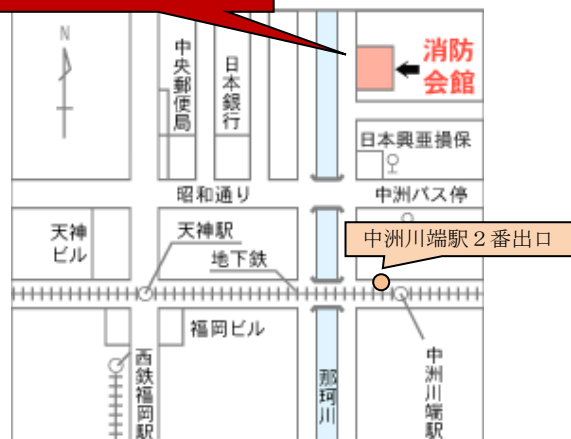 N
中央郵便局
日本銀行
消防
会館
日本興亜損保
昭和通り
中洲バス停
天神
ビル
天神駅
地下鉄
中洲川端駅2番出口
福岡ビル
西鉄福岡駅
那珂川
中洲川端駅